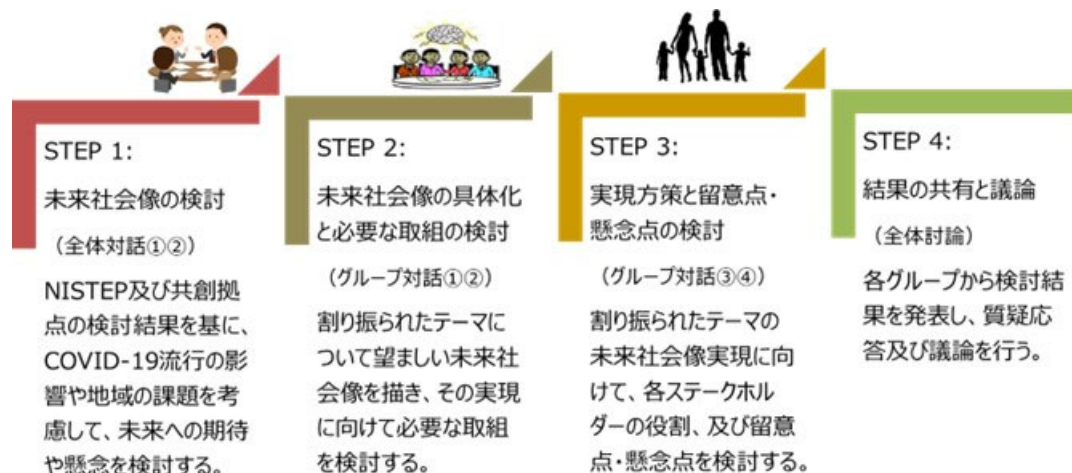 STEP 1:
未来社会像の検討
（全体対話①②）
NISTEP及び共創拠
点の検討結果を基に、
COVID-19流行の影
響や地域の課題を考
慮して、未来への期待
や懸念を検討する。
STEP 2:
未来社会像の具体化
と必要な取組の検討
（グループ対話①②）
割り振られたテーマに
ついて望ましい未来社
会像を描き、その実現
に向けて必要な取組
を検討する。
STEP 3:
実現方策と留意点・
懸念点の検討
（グループ対話③④）
割り振られたテーマの
未来社会像実現に向
けて、各ステークホル
ダーの役割、及び留意
点・懸念点を検討する。
STEP 4:
結果の共有と議論
（全体討論）
各グループから検討結
果を発表し、質疑応
答及び議論を行う。